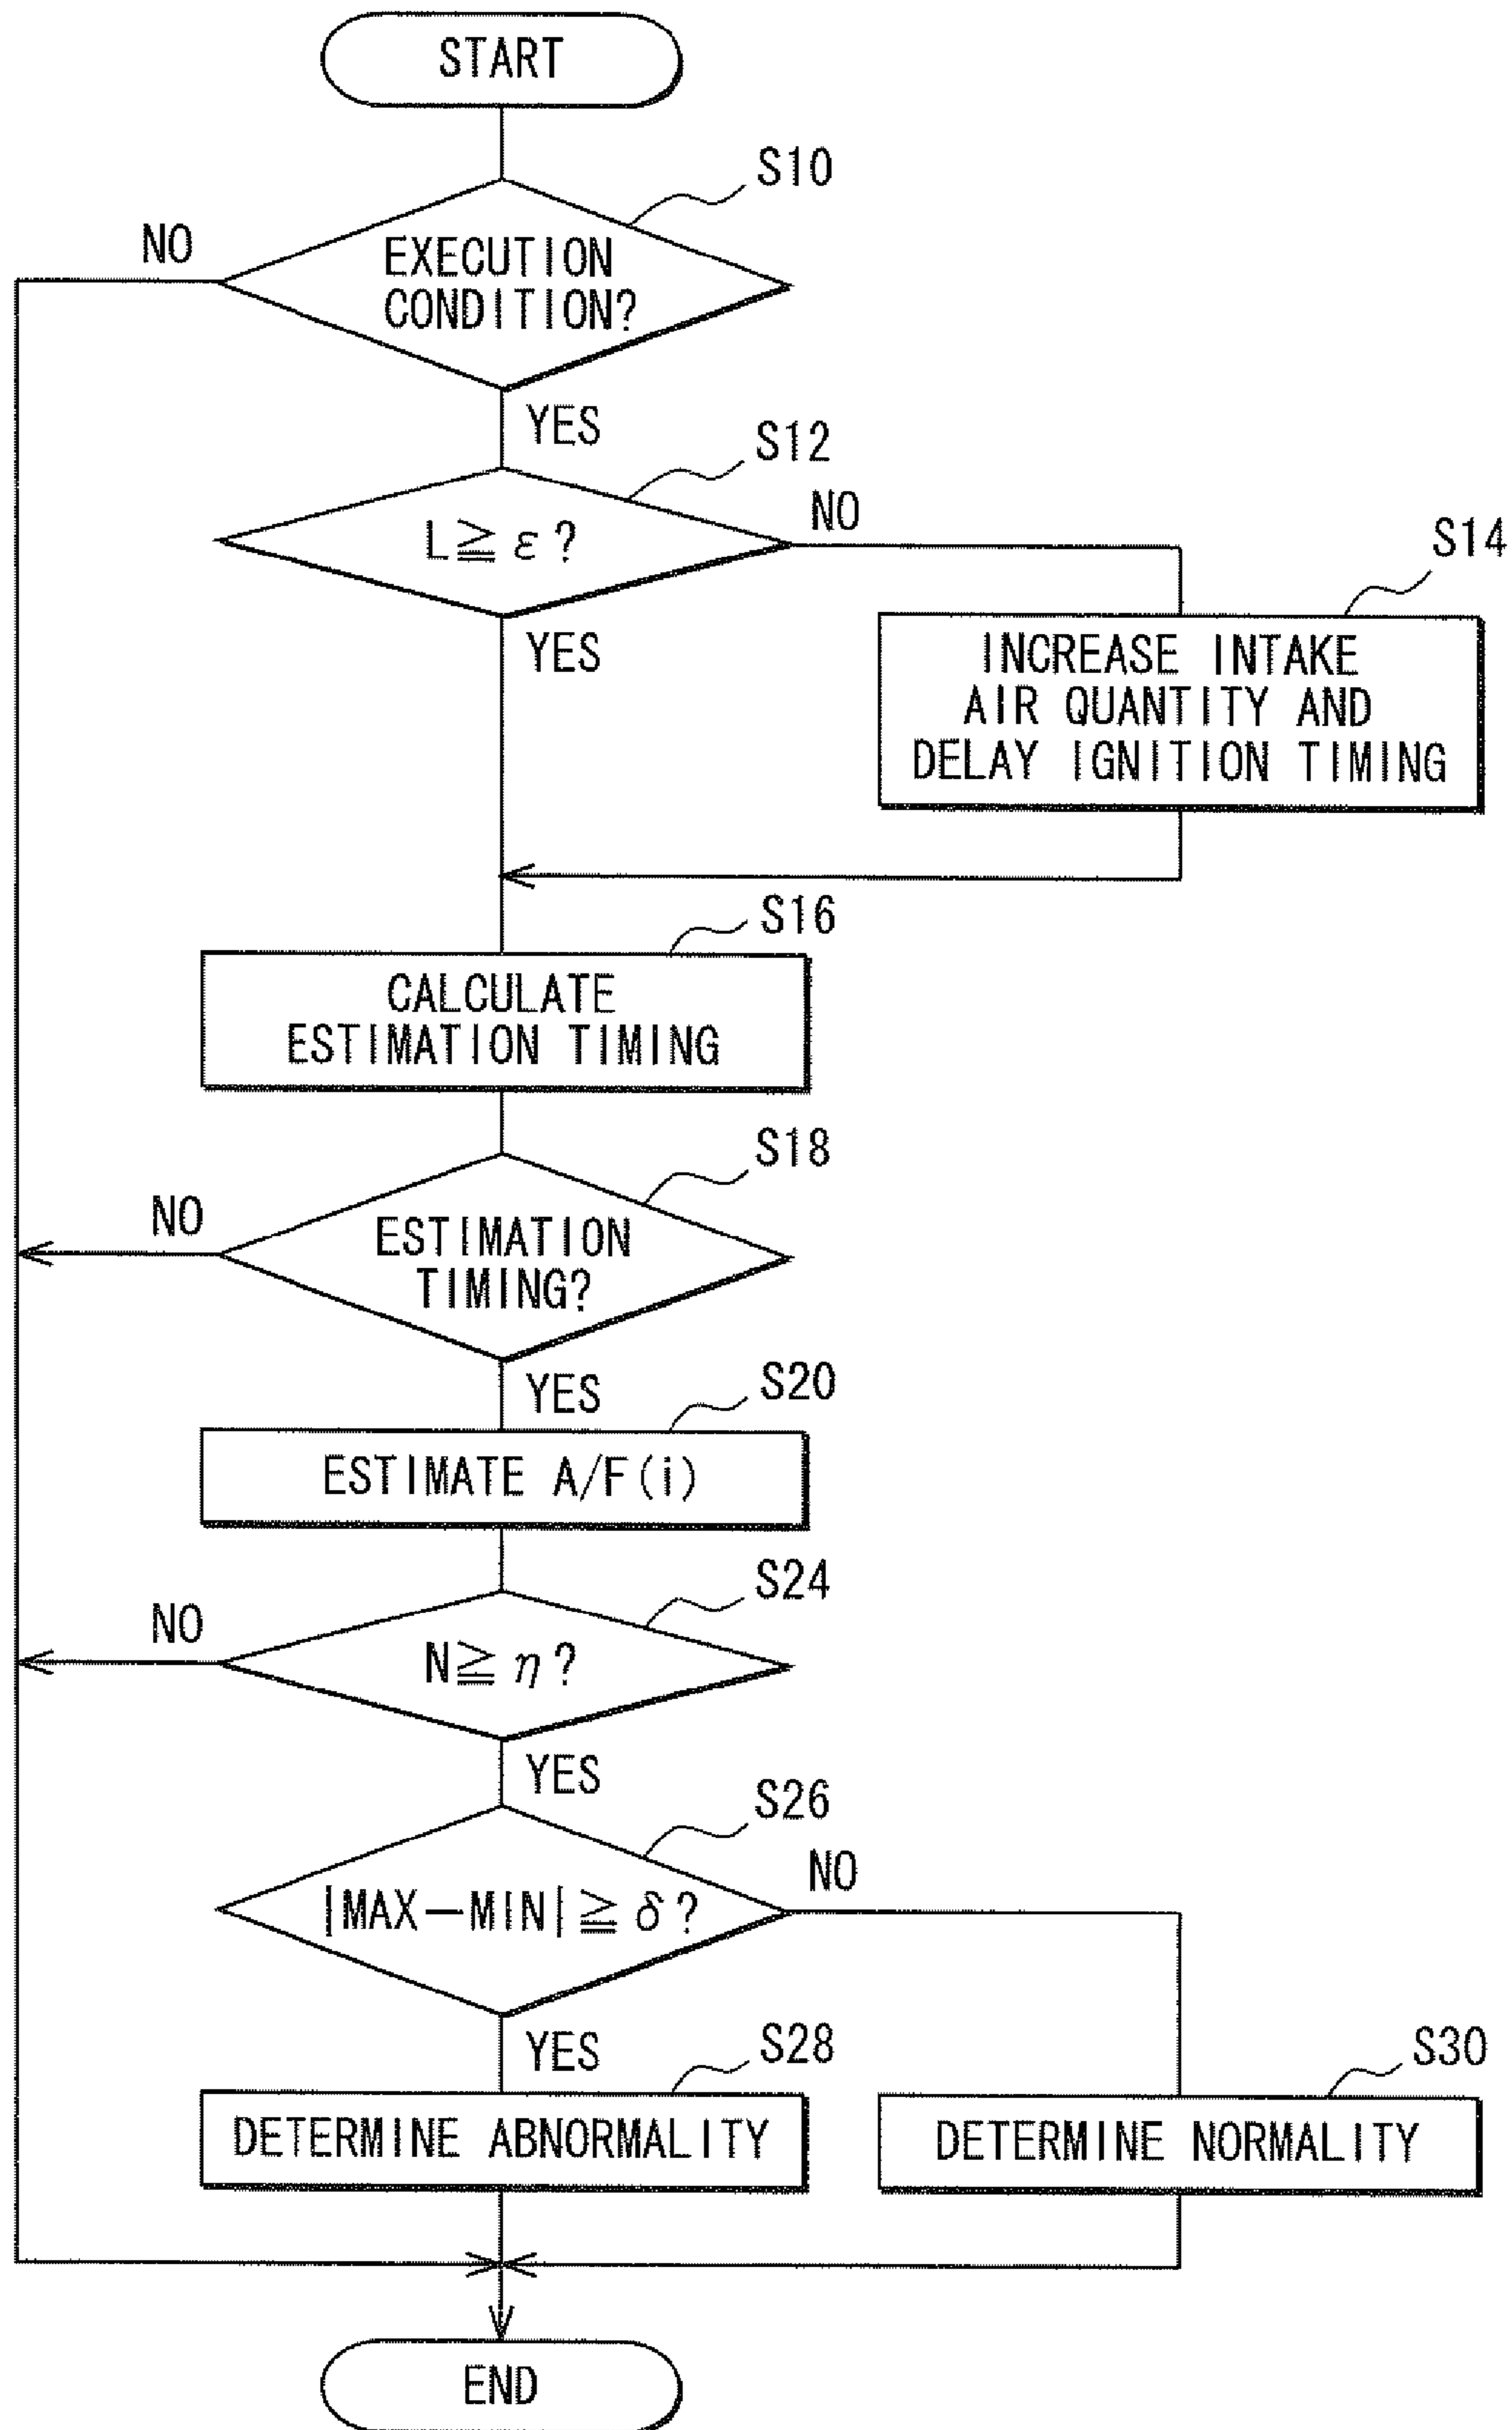 START
S10
NO
EXECUTION
CONDITION?
YES
S12
NO
L≧ε?
S14
YES
INCREASE INTAKE
AIR QUANTITY AND
DELAY IGNITION TIMING
S16
CALCULATE
ESTIMATION TIMING
S18
NO
ESTIMATION
TIMING?
YES
S20
ESTIMATE A/F(i)
S24
NO
N≧η?
YES
S26
NO
|MAX-MIN|≧δ?
YES
S28
S30
DETERMINE ABNORMALITY
DETERMINE NORMALITY
END